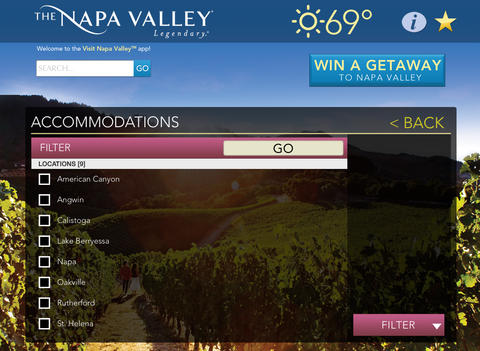 THE NAPA VALLEY®
Legendary.®
69°
i
Welcome to the Visit Napa Valley™ app!
SEARCH...
GO
WIN A GETAWAY
TO NAPA VALLEY
ACCOMMODATIONS
< BACK
FILTER
GO
LOCATIONS [9]
American Canyon
Angwin
Calistoga
Lake Berryessa
Napa
Oakville
Rutherford
St. Helena
FILTER